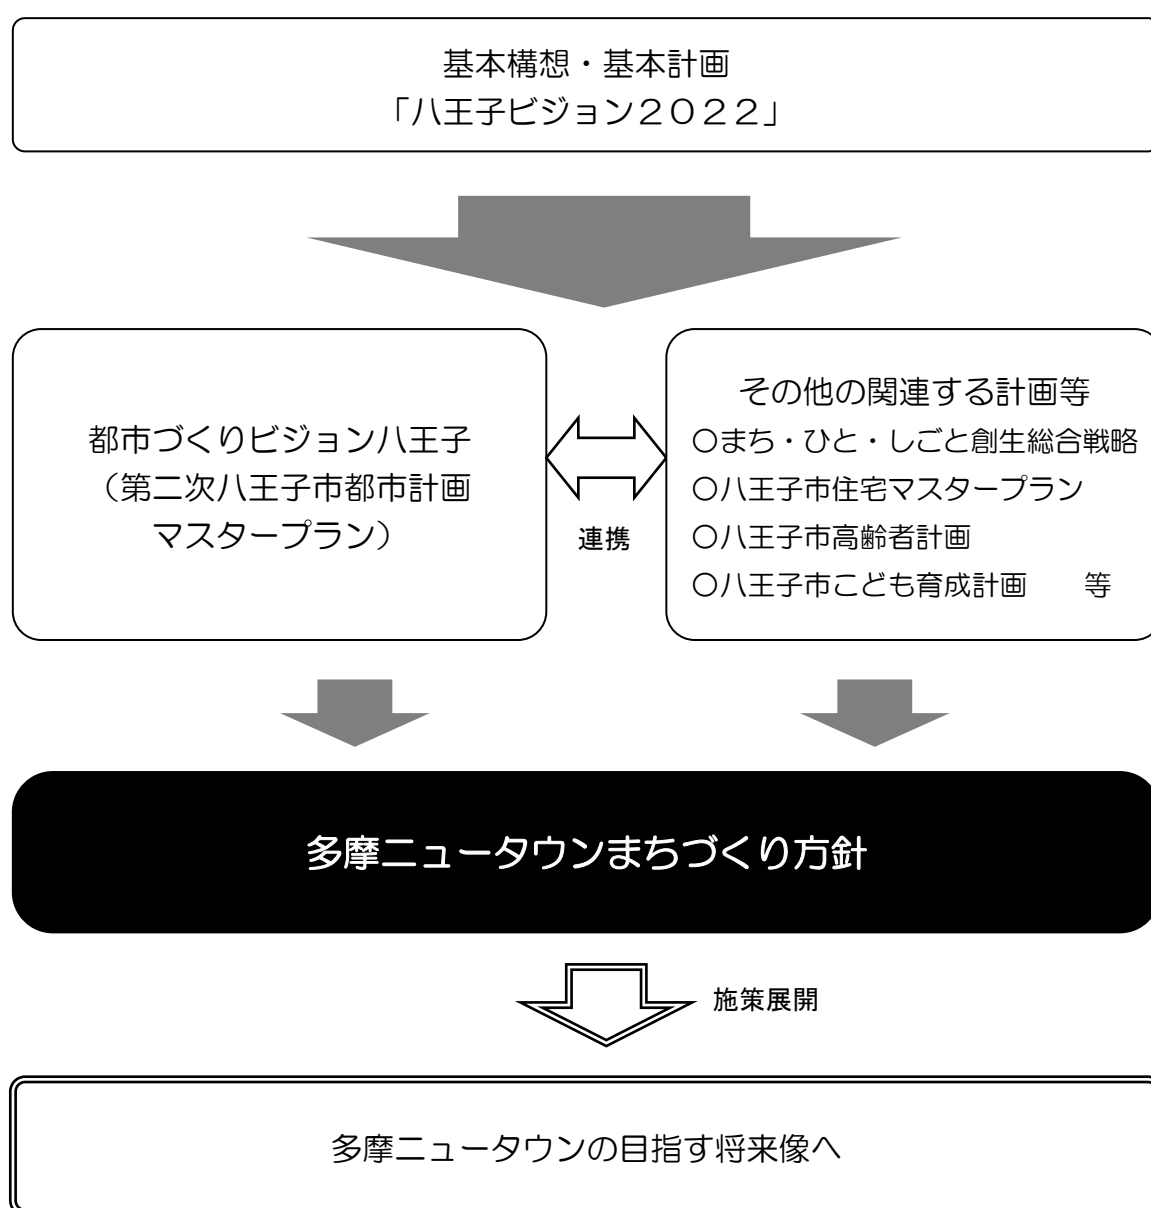 基本構想・基本計画
「八王子ビジョン２０２２」
都市づくりビジョン八王子
（第二次八王子市都市計画
マスタープラン）
連携
その他の関連する計画等
〇まち・ひと・しごと創生総合戦略
〇八王子市住宅マスタープラン
〇八王子市高齢者計画
〇八王子市こども育成計画　　等
多摩ニュータウンまちづくり方針
施策展開
多摩ニュータウンの目指す将来像へ